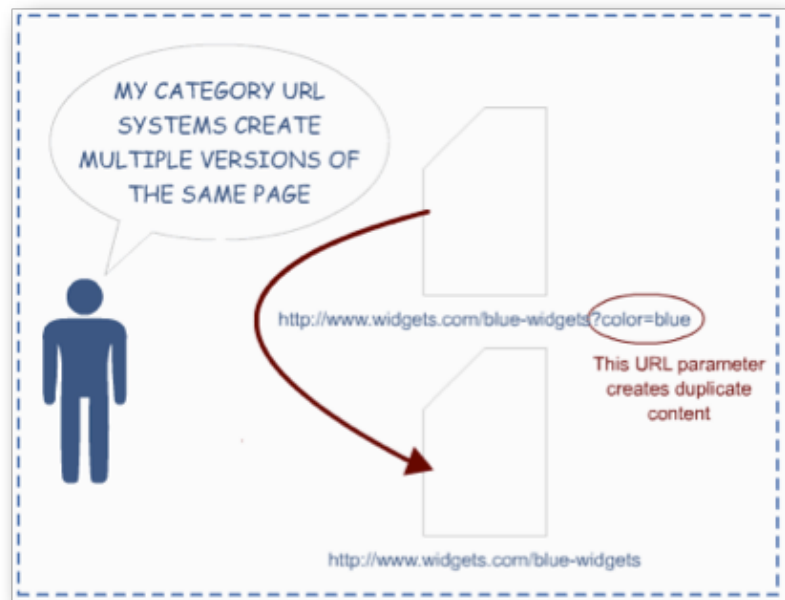 MY CATEGORY URL
SYSTEMS CREATE
MULTIPLE VERSIONS OF
THE SAME PAGE
http://www.widgets.com/blue-widgets?color=blue
This URL parameter
creates duplicate
content
http://www.widgets.com/blue-widgets